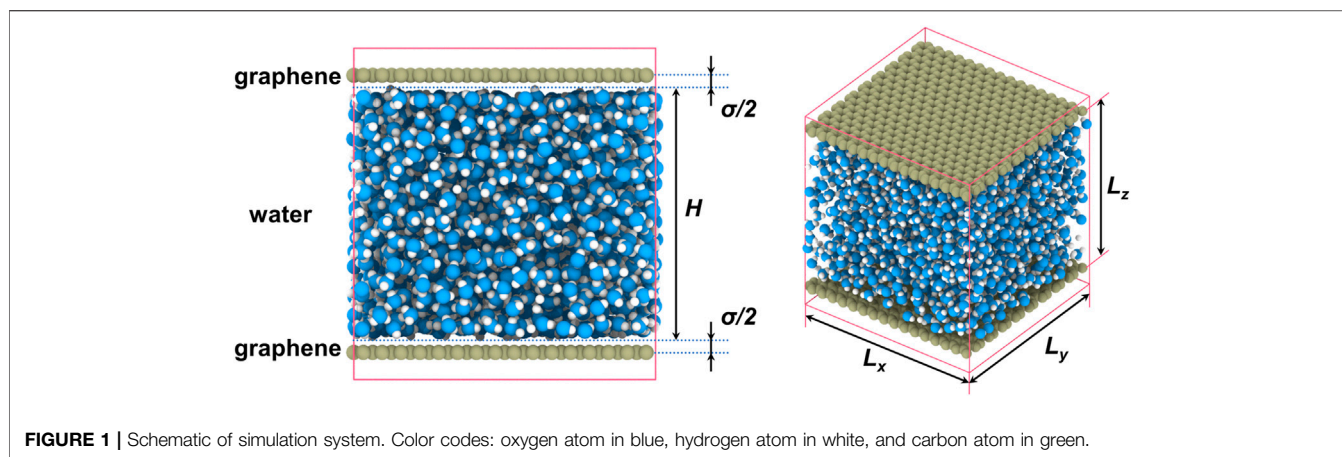 graphene
σ/2
water
H
graphene
σ/2
Lz
Lx
Ly
FIGURE 1 | Schematic of simulation system. Color codes: oxygen atom in blue, hydrogen atom in white, and carbon atom in green.